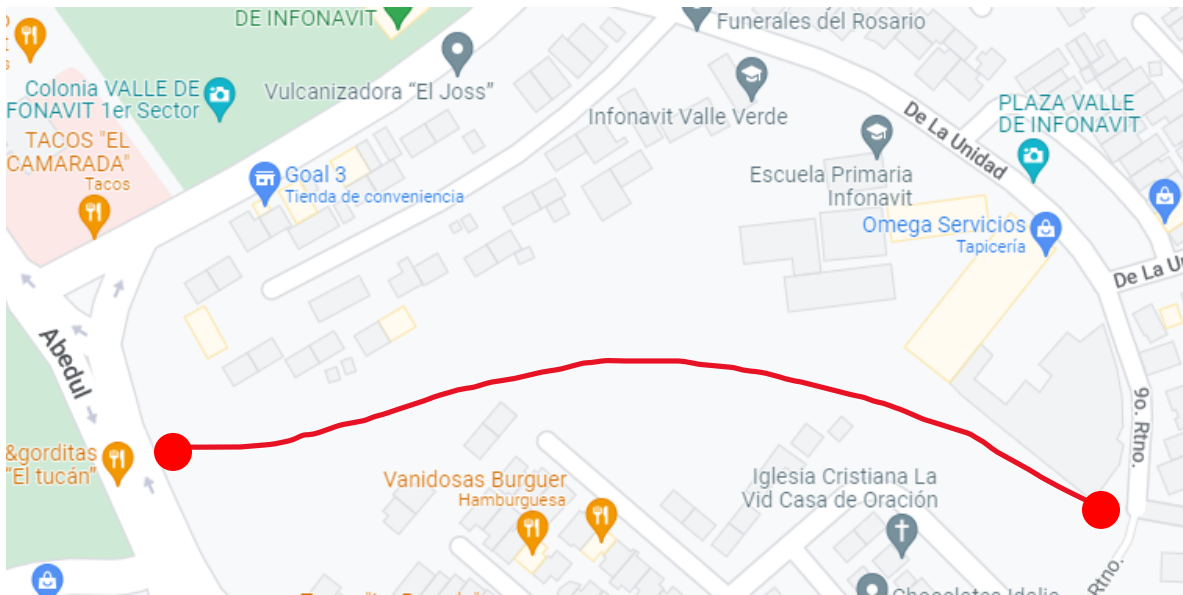 DE INFONAVIT
Funerales del Rosario
Colonia VALLE DE
FONAVIT 1er Sector
Vulcanizadora “El Joss”
Infonavit Valle Verde
De La Unidad
PLAZA VALLE
DE INFONAVIT
TACOS "EL
CAMARADA"
Tacos
Goal 3
Tienda de conveniencia
Escuela Primaria
Infonavit
Omega Servicios
Tapicería
De La U
Abedul
9o. Rtno.
&gorditas
"El tucán"
Vanidosas Burguer
Hamburguesa
Iglesia Cristiana La
Vid Casa de Oración
Rtno.